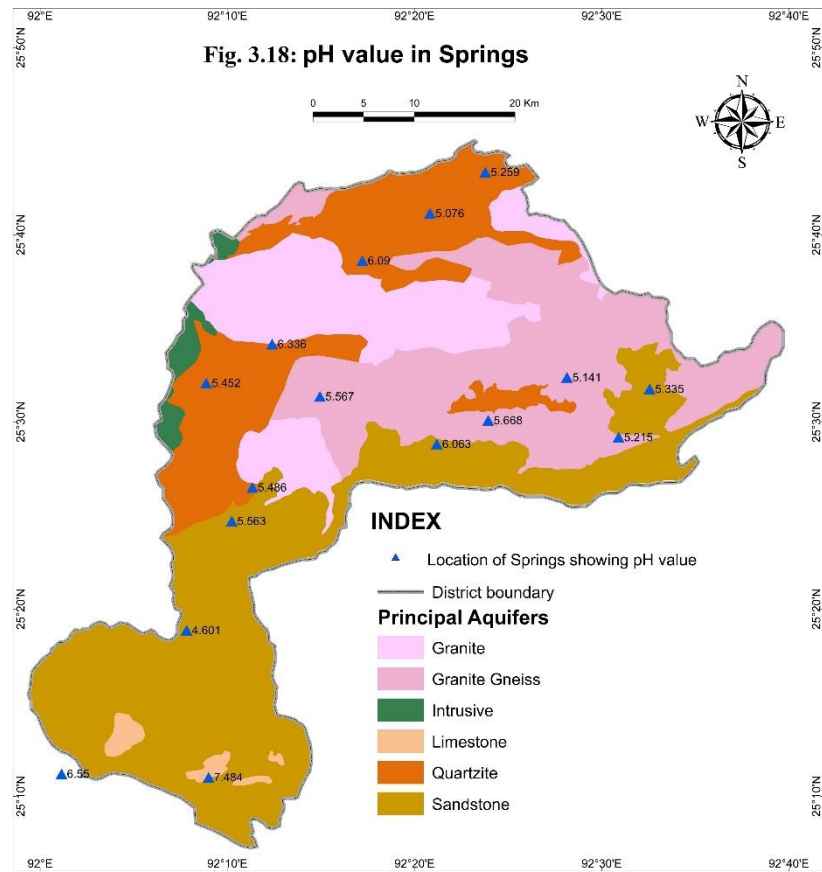 92°E 92°10'E 92°20'E 92°30'E 92°40'E
25°50'N 25°50'N
Fig. 3.18: pH value in Springs
0 5 10 20 Km
N
W E
S
5.259
5.076
25°40'N 25°40'N
6.09
6.336
5.141
5.452
5.335
5.567
25°30'N 25°30'N
5.668
5.215
6.063
5.486
5.563
INDEX
Location of Springs showing pH value
District boundary
Principal Aquifers
25°20'N 25°20'N
4.601
Granite
Granite Gneiss
Intrusive
Limestone
Quartzite
Sandstone
6.55
7.484
25°10'N 25°10'N
92°E 92°10'E 92°20'E 92°30'E 92°40'E